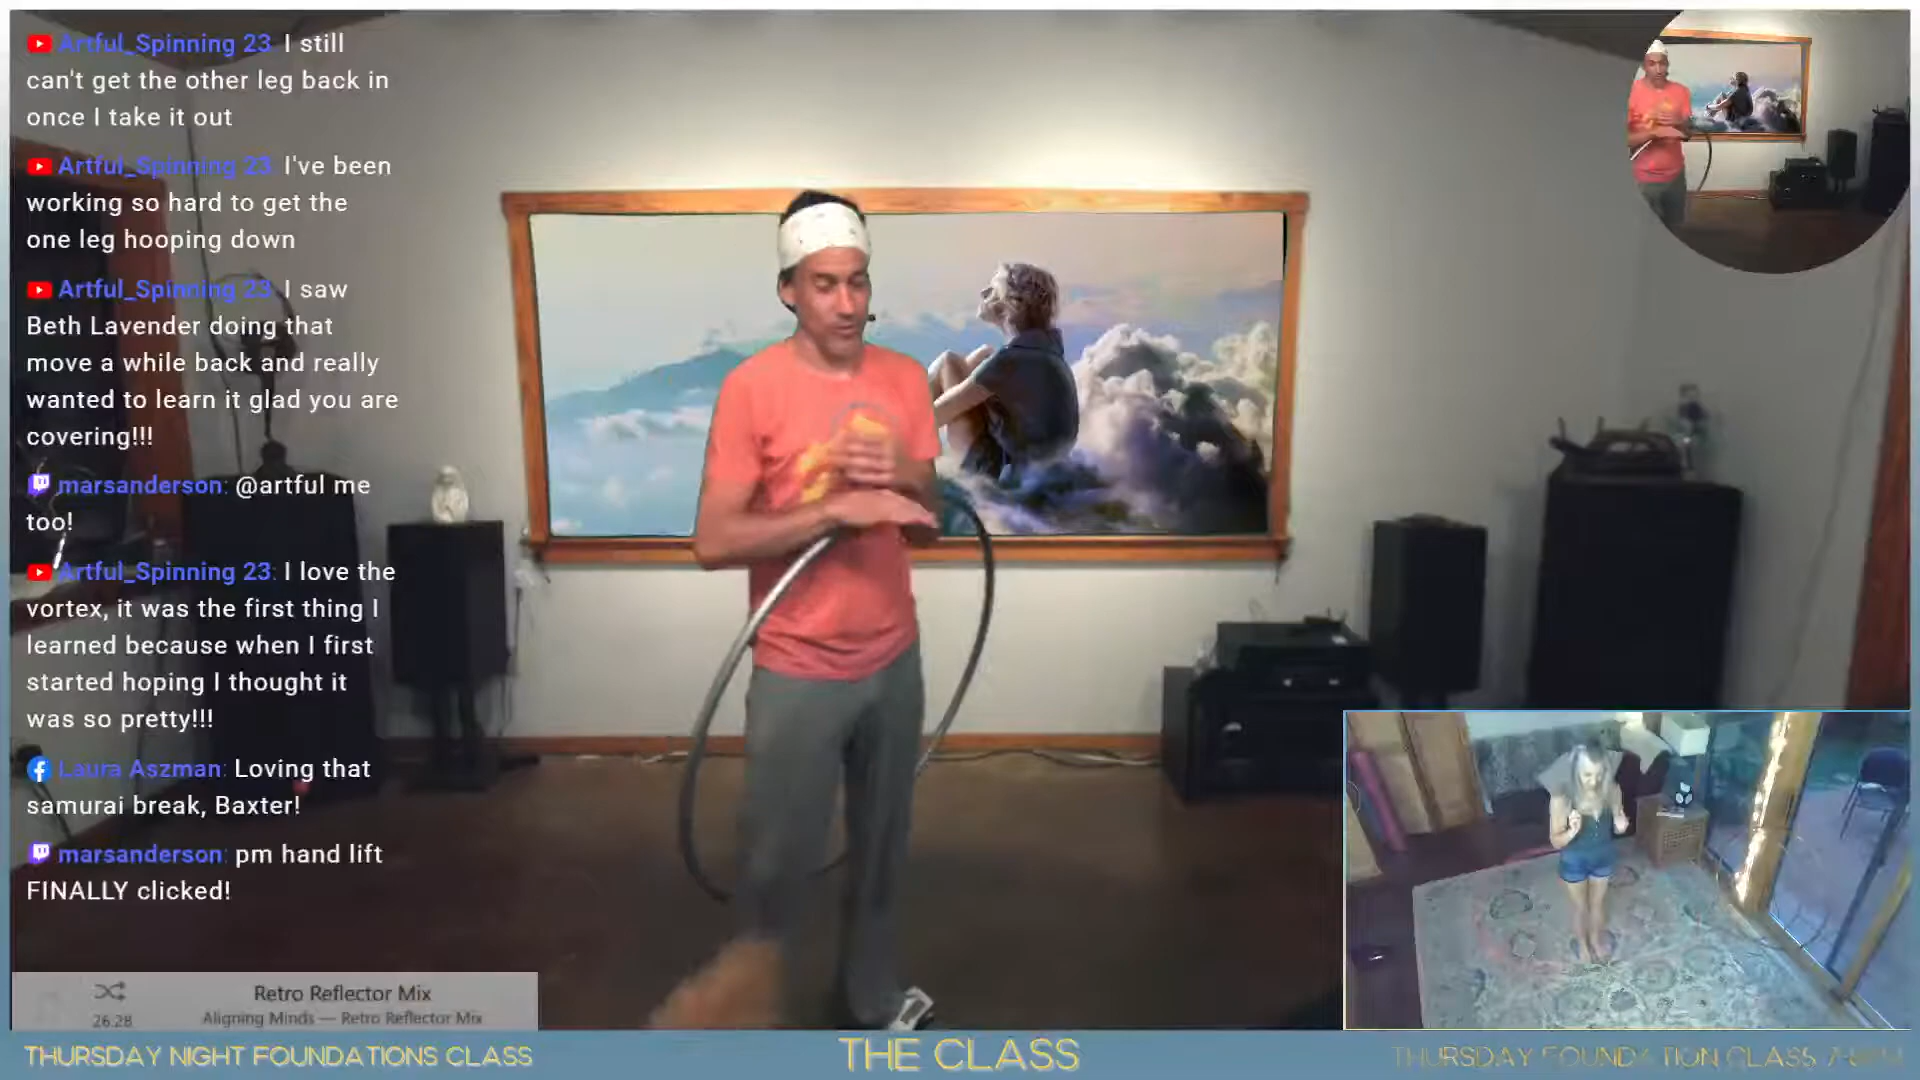 Artful_Spinning 23: I still
can't get the other leg back in
once I take it out
Artful_Spinning 23: I've been
working so hard to get the
one leg hooping down
Artful_Spinning 23: I saw
Beth Lavender doing that
move a while back and really
wanted to learn it glad you are
covering!!!
marsanderson: @artful me
too!
Artful_Spinning 23: I love the
vortex, it was the first thing I
learned because when I first
started hoping I thought it
was so pretty!!!
Laura Aszman: Loving that
samurai break, Baxter!
marsanderson: pm hand lift
FINALLY clicked!
Retro Reflector Mix
26:28
Aligning Minds — Retro Reflector Mix
THURSDAY NIGHT FOUNDATIONS CLASS
THE CLASS
THURSDAY FOUNDATION CLASS